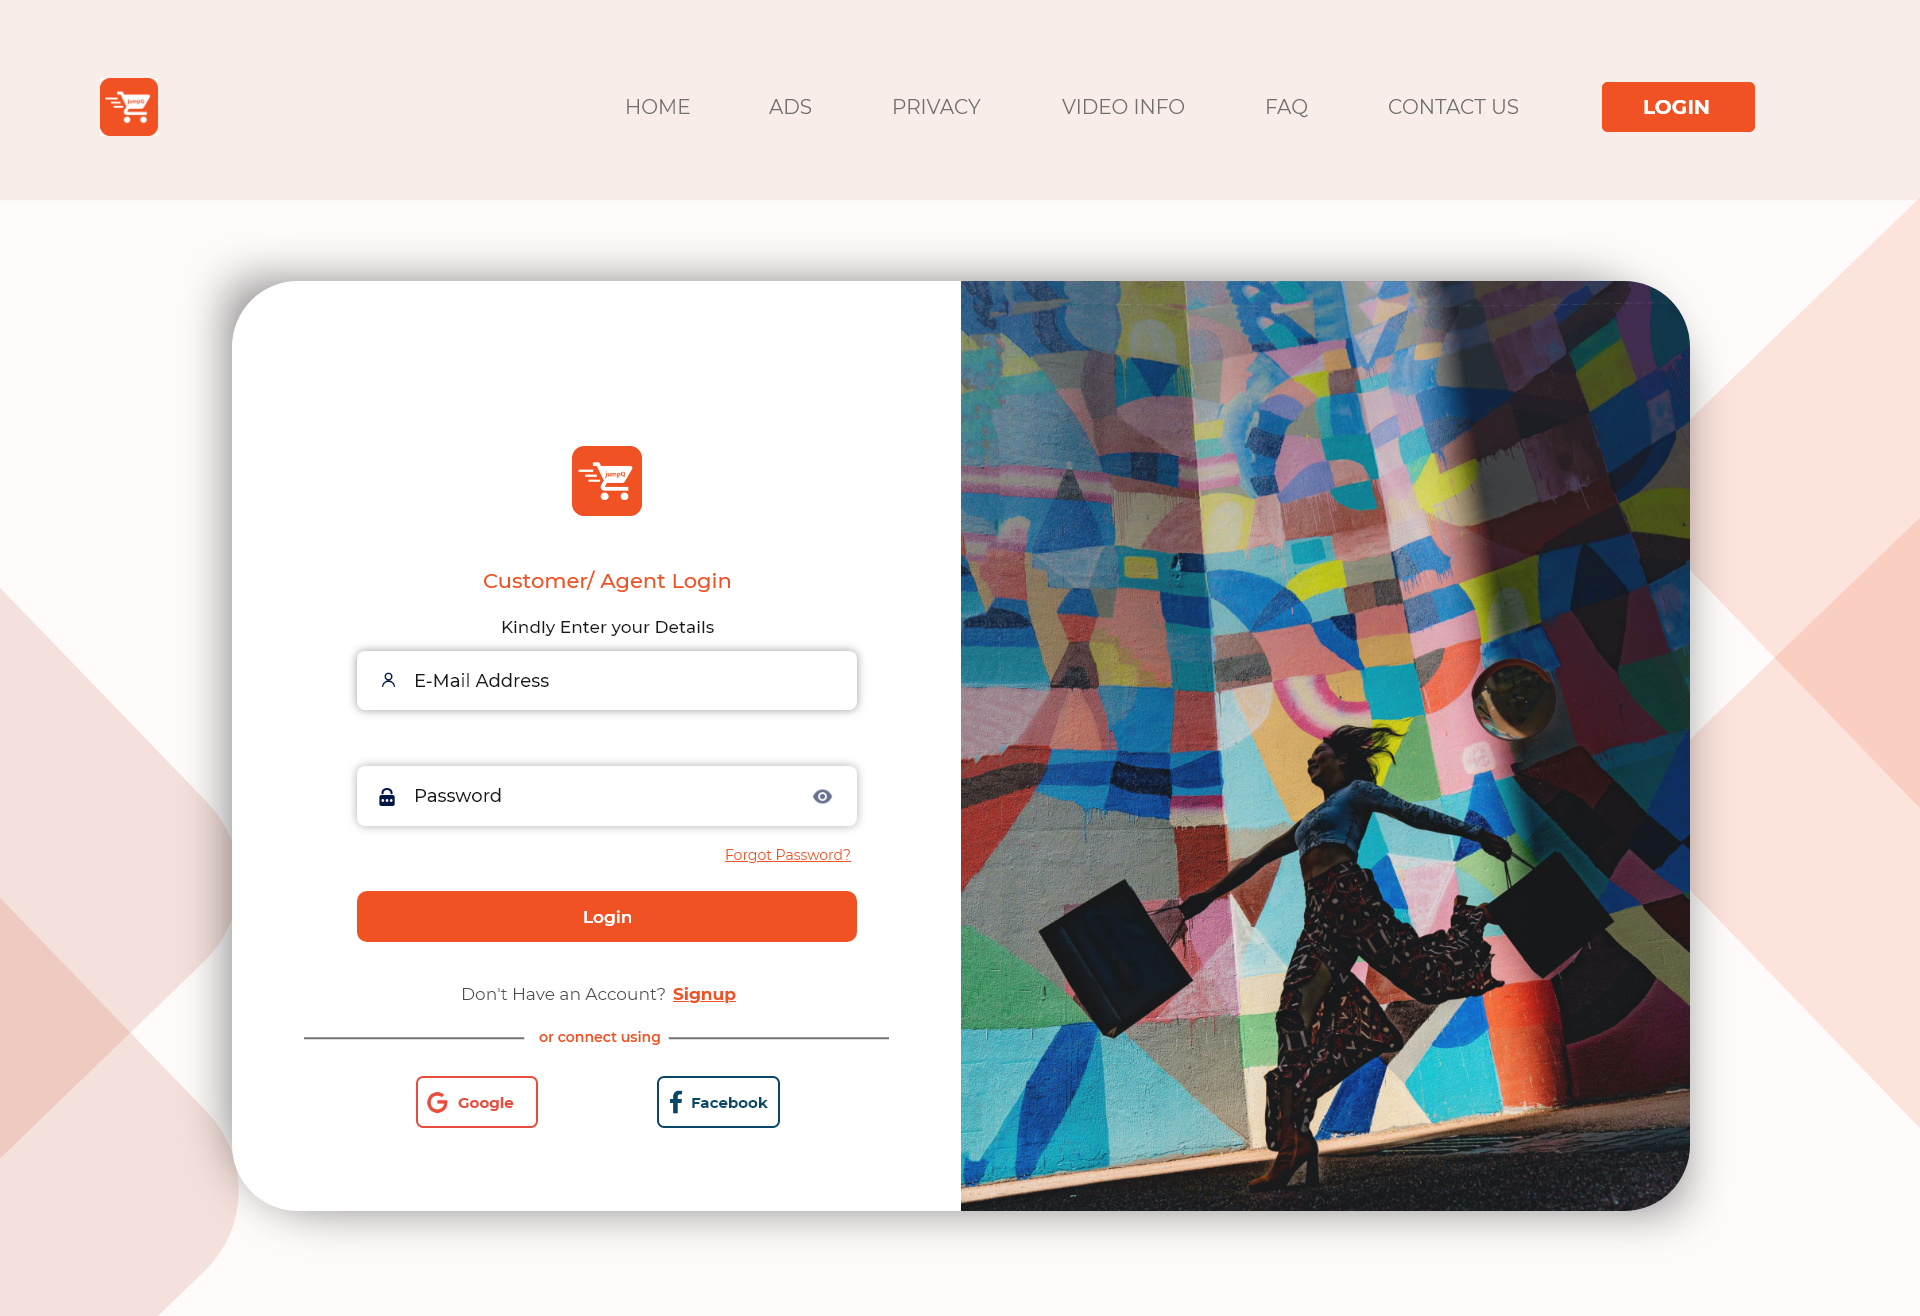 jumpQ
HOME ADS PRIVACY VIDEO INFO FAQ CONTACT US LOGIN
jumpQ
Customer/ Agent Login
Kindly Enter your Details
E-Mail Address
Password
Forgot Password?
Login
Don't Have an Account? Signup
or connect using
Google Facebook